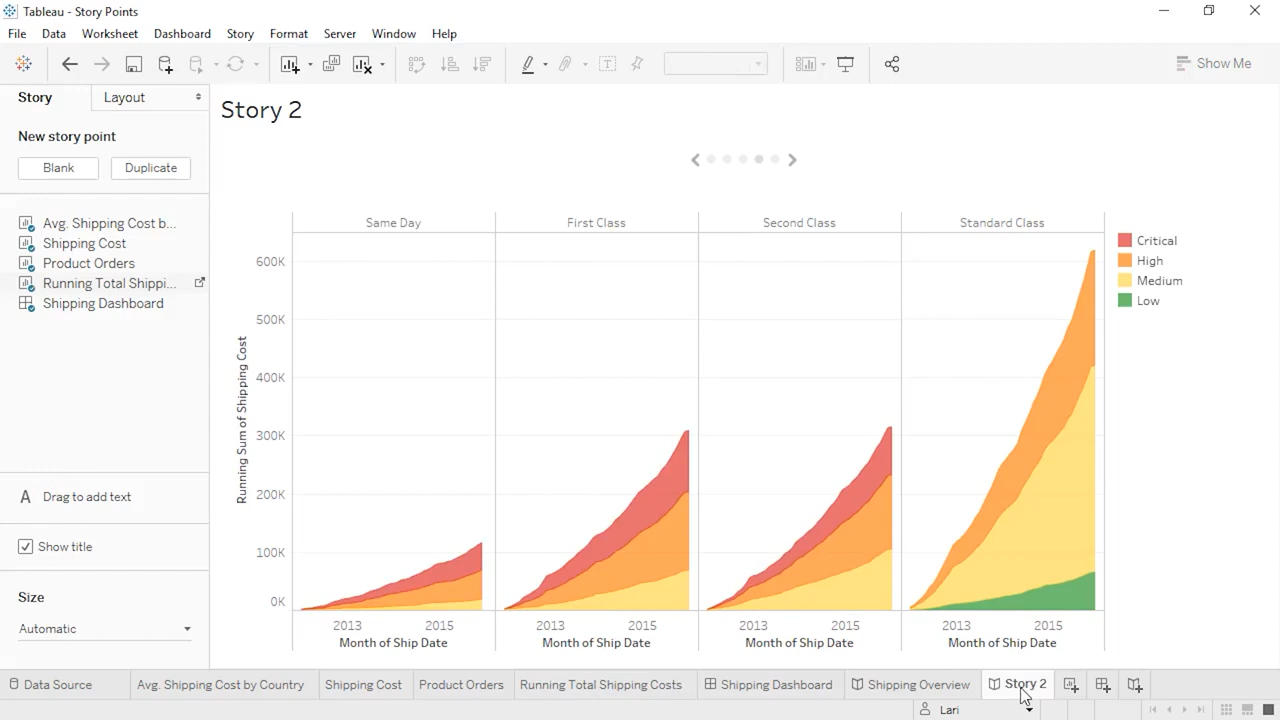 Tableau - Story Points
File Data Worksheet Dashboard Story Format Server Window Help
Show Me
Story Layout
New story point
Blank Duplicate
Avg. Shipping Cost b...
Shipping Cost
Product Orders
Running Total Shippi...
Shipping Dashboard
A Drag to add text
Show title
Size
Automatic
Story 2
Same Day First Class Second Class Standard Class
Running Sum of Shipping Cost
600K
500K
400K
300K
200K
100K
0K
2013 2015 2013 2015 2013 2015 2013 2015
Month of Ship Date Month of Ship Date Month of Ship Date Month of Ship Date
Critical
High
Medium
Low
Data Source Avg. Shipping Cost by Country Shipping Cost Product Orders Running Total Shipping Costs Shipping Dashboard Shipping Overview Story 2
Lari